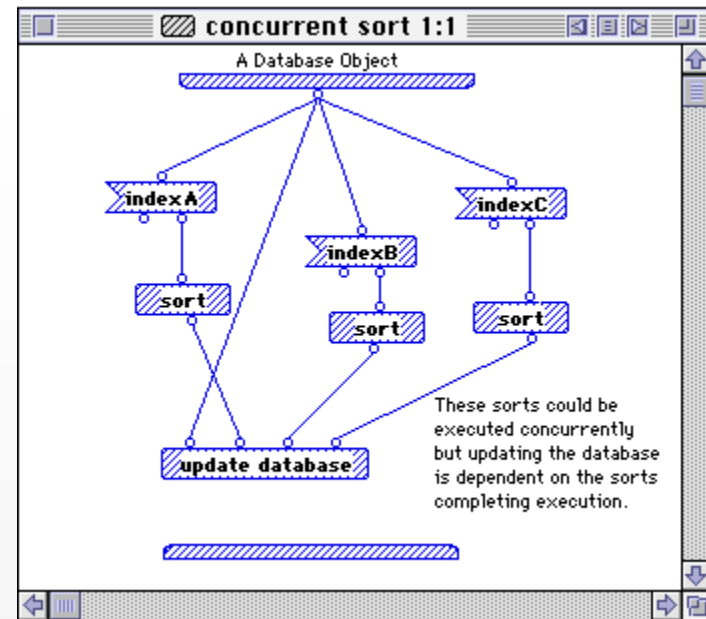 concurrent sort 1:1
A Database Object
indexA
indexC
indexB
sort
sort
sort
update database
These sorts could be
executed concurrently
but updating the database
is dependent on the sorts
completing execution.